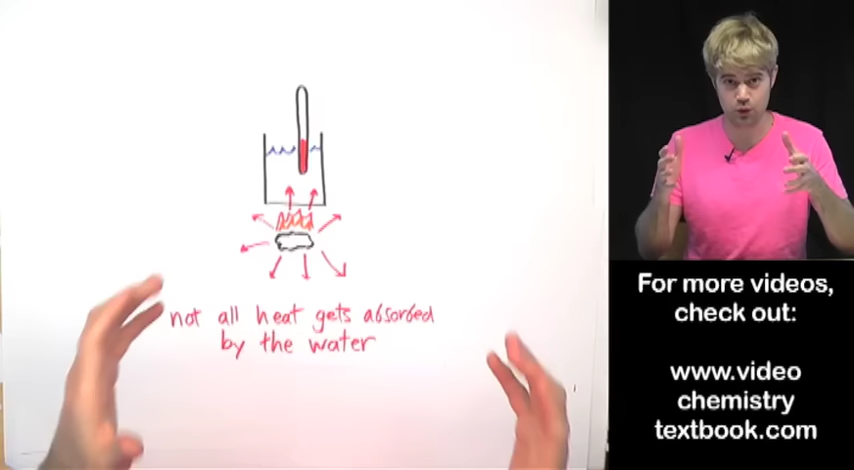 not all heat gets absorbed
by the water
For more videos,
check out:
www.video
chemistry
textbook.com